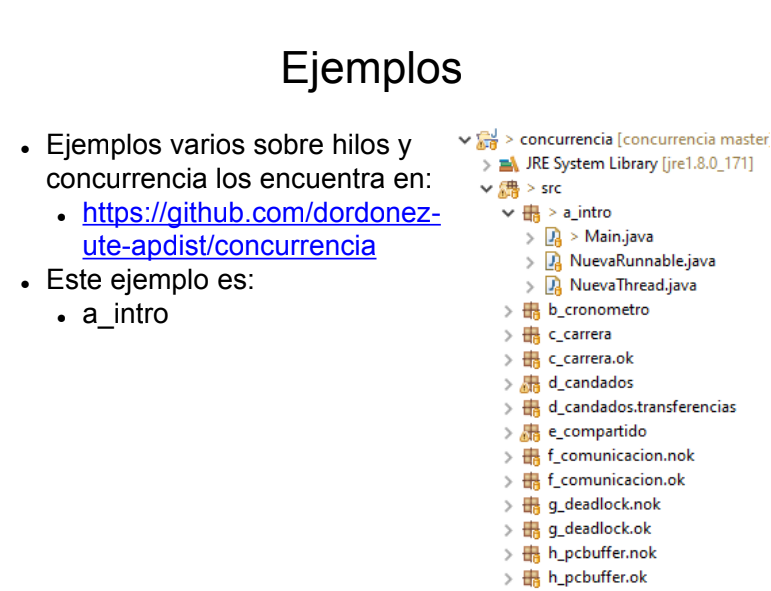 Ejemplos
• Ejemplos varios sobre hilos y
concurrencia los encuentra en:
• https://github.com/dordonez-
ute-apdist/concurrencia
• Este ejemplo es:
• a_intro
> concurrencia [concurrencia master
JRE System Library [jre1.8.0_171]
> src
> a_intro
> Main.java
NuevaRunnable.java
NuevaThread.java
b_cronometro
c_carrera
c_carrera.ok
d_candados
d_candados.transferencias
e_compartido
f_comunicacion.nok
f_comunicacion.ok
g_deadlock.nok
g_deadlock.ok
h_pcbuffer.nok
h_pcbuffer.ok